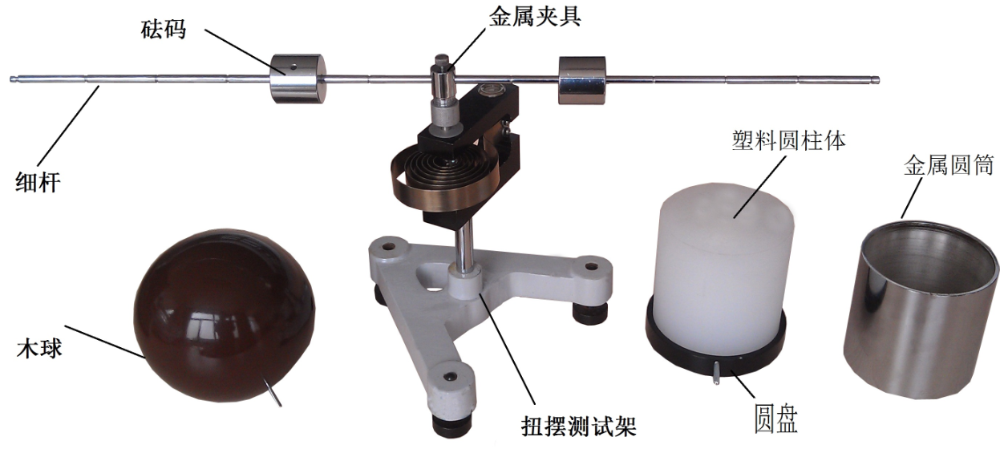 金属夹具
砝码
塑料圆柱体
金属圆筒
细杆
木球
圆盘
扭摆测试架